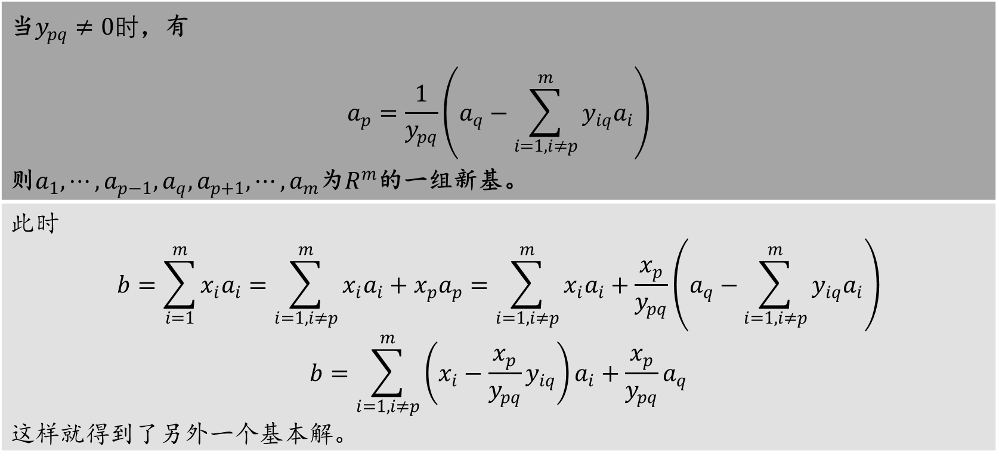 当$y_{pq} \neq 0$时，有
$$a_p = \frac{1}{y_{pq}}\left(a_q - \sum_{i=1,i\neq p}^{m} y_{iq}a_i\right)$$
则$a_1, \cdots, a_{p-1}, a_q, a_{p+1}, \cdots, a_m$为$R^m$的一组新基。
此时
$$b = \sum_{i=1}^{m} x_i a_i = \sum_{i=1,i\neq p}^{m} x_i a_i + x_p a_p = \sum_{i=1,i\neq p}^{m} x_i a_i + \frac{x_p}{y_{pq}}\left(a_q - \sum_{i=1,i\neq p}^{m} y_{iq}a_i\right)$$
$$b = \sum_{i=1,i\neq p}^{m} \left(x_i - \frac{x_p}{y_{pq}}y_{iq}\right)a_i + \frac{x_p}{y_{pq}}a_q$$
这样就得到了另外一个基本解。